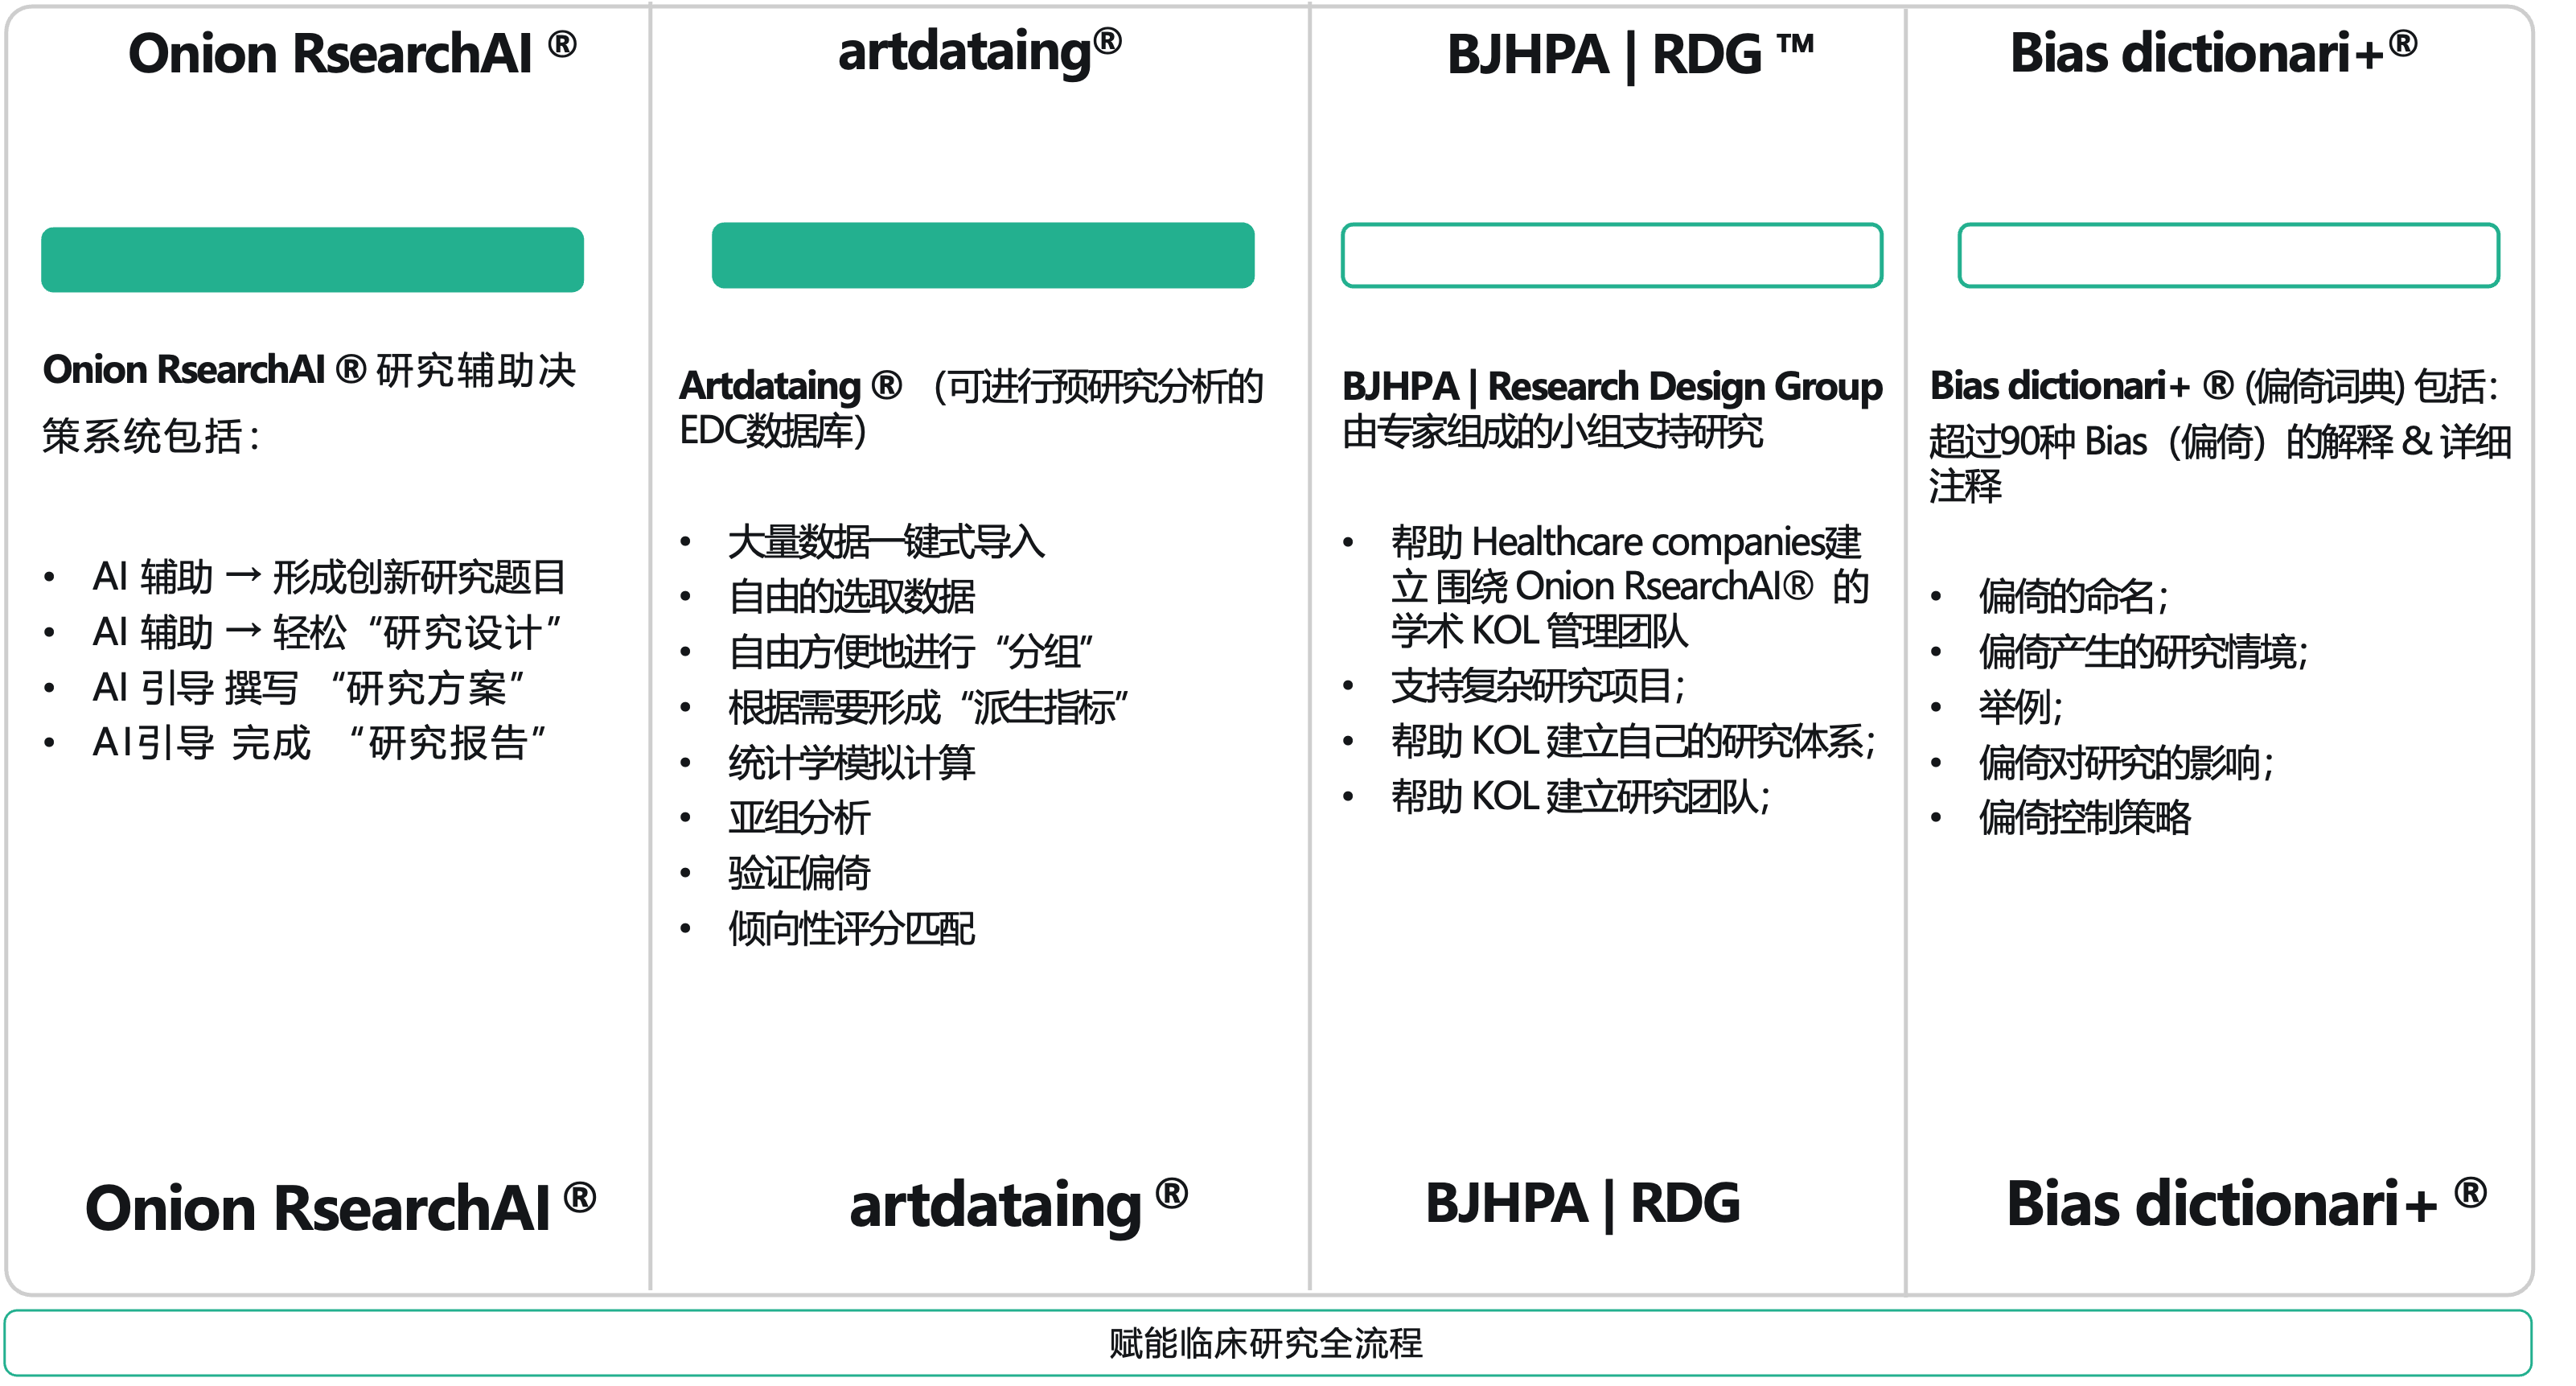 Onion RsearchAI ®
Onion RsearchAI ® 研究辅助决
策系统包括：
• AI 辅助 → 形成创新研究题目
• AI 辅助 → 轻松“研究设计”
• AI 引导 撰写 “研究方案”
• AI引导 完成 “研究报告”
Onion RsearchAI ®
artdataing®
Artdataing ® （可进行预研究分析的
EDC数据库）
• 大量数据一键式导入
• 自由的选取数据
• 自由方便地进行“分组”
• 根据需要形成“派生指标”
• 统计学模拟计算
• 亚组分析
• 验证偏倚
• 倾向性评分匹配
artdataing ®
BJHPA | RDG ™
BJHPA | Research Design Group
由专家组成的小组支持研究
• 帮助 Healthcare companies建
立 围绕 Onion RsearchAI® 的
学术 KOL 管理团队
• 支持复杂研究项目；
• 帮助 KOL 建立自己的研究体系；
• 帮助 KOL 建立研究团队；
BJHPA | RDG
Bias dictionari+®
Bias dictionari+ ® (偏倚词典) 包括：
超过90种 Bias（偏倚）的解释 & 详细
注释
• 偏倚的命名；
• 偏倚产生的研究情境；
• 举例；
• 偏倚对研究的影响；
• 偏倚控制策略
Bias dictionari+ ®
赋能临床研究全流程